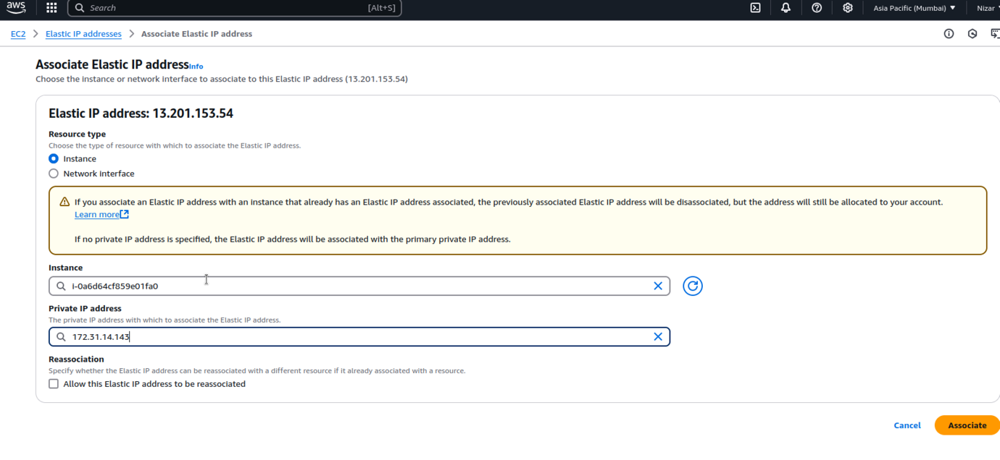 aws
Search [Alt+S] Asia Pacific (Mumbai) Nizar
EC2 Elastic IP addresses Associate Elastic IP address
Associate Elastic IP address Info
Choose the instance or network interface to associate to this Elastic IP address (13.201.153.54)
Elastic IP address: 13.201.153.54
Resource type
Choose the type of resource with which to associate the Elastic IP address.
Instance
Network interface
If you associate an Elastic IP address with an instance that already has an Elastic IP address associated, the previously associated Elastic IP address will be disassociated, but the address will still be allocated to your account.
Learn more
If no private IP address is specified, the Elastic IP address will be associated with the primary private IP address.
Instance
i-0a6d64cf859e01fa0
Private IP address
The private IP address with which to associate the Elastic IP address.
172.31.14.143
Reassociation
Specify whether the Elastic IP address can be reassociated with a different resource if it already associated with a resource.
Allow this Elastic IP address to be reassociated
Cancel Associate